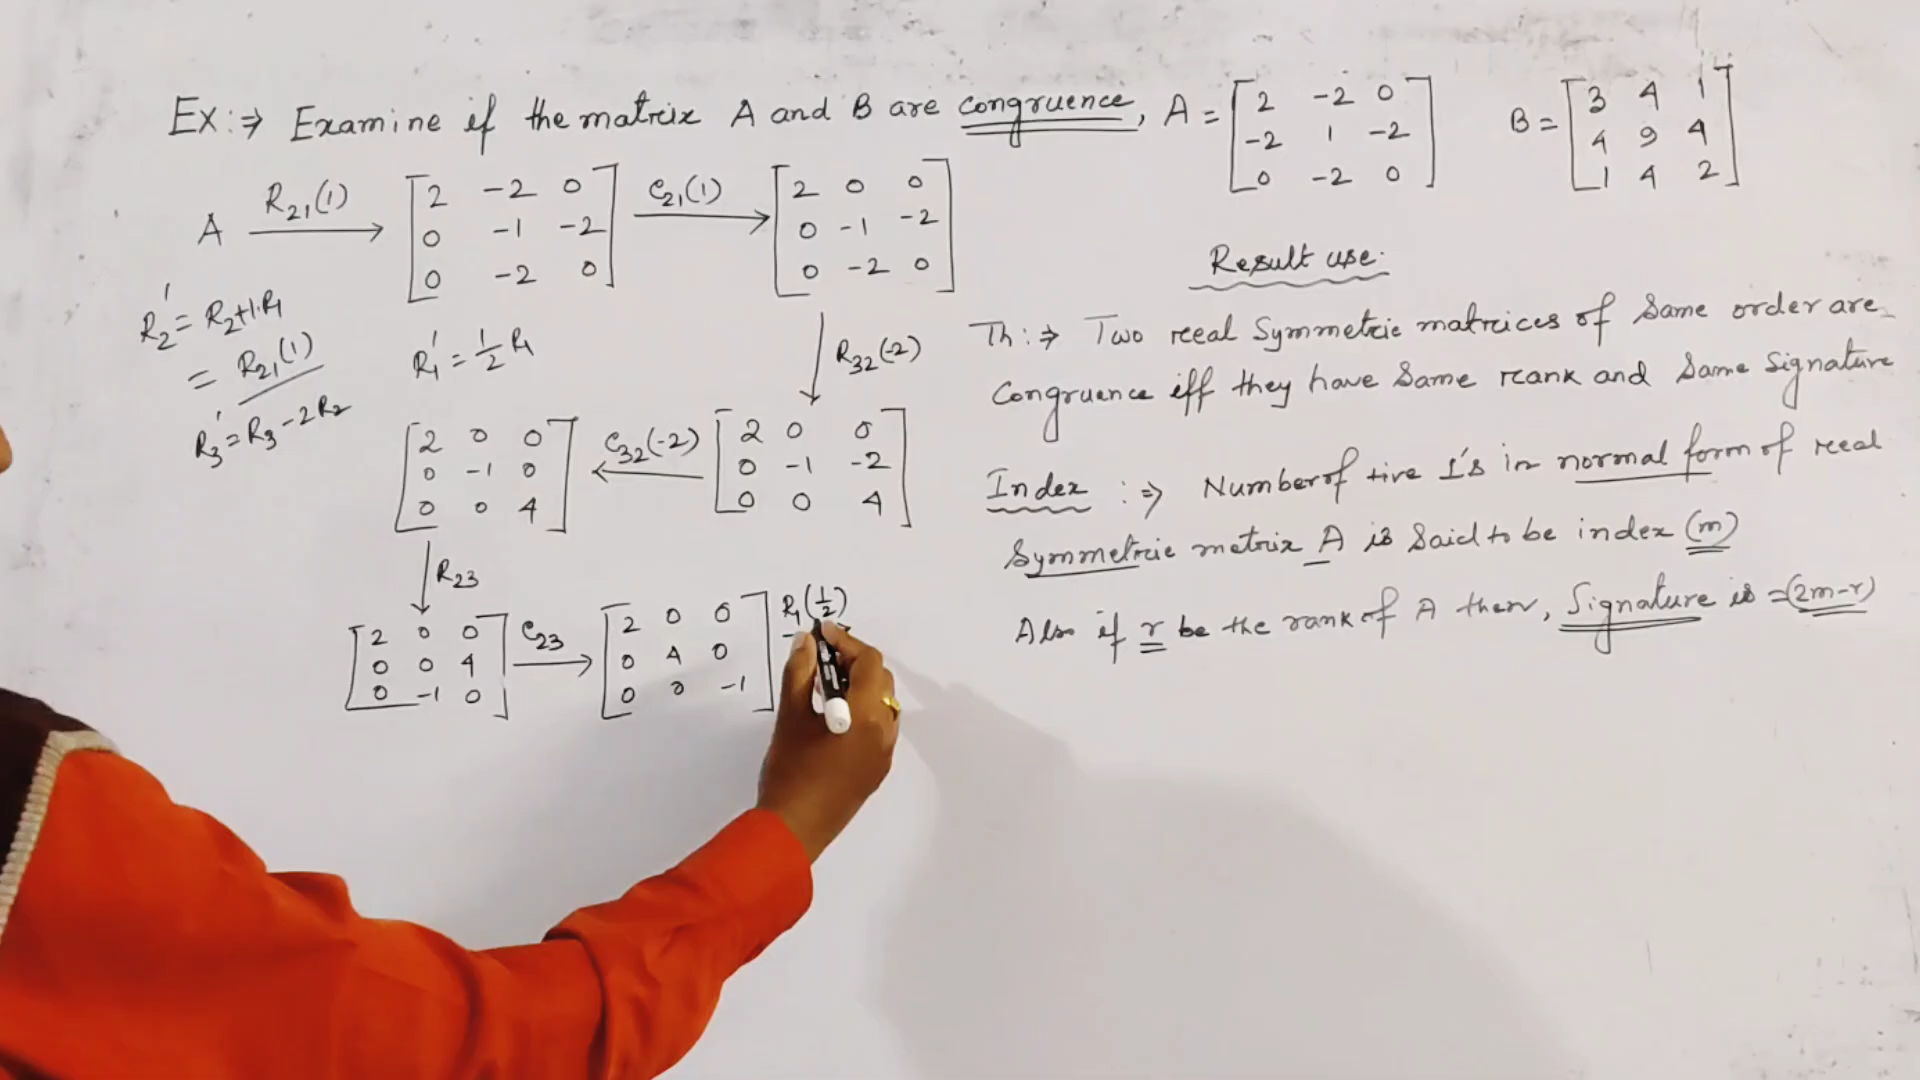 Ex:⇒ Examine if the matrix A and B are congruence, A = [2 -2 0; -2 1 -2; 0 -2 0] B = [3 4 1; 4 9 4; 1 4 2]
A R21(1) → [2 -2 0; 0 -1 -2; 0 -2 0] C21(1) → [2 0 0; 0 -1 -2; 0 -2 0]
R2' = R2+1.R1
= R21(1)
R3' = R3-2R2
R1' = 1/2 R1
↓ R32(-2)
[2 0 0; 0 -1 0; 0 0 4] C32(-2) ← [2 0 0; 0 -1 -2; 0 0 4]
↓ R23
[2 0 0; 0 0 4; 0 -1 0] C23 → [2 0 0; 0 4 0; 0 0 -1] R1(1/2)
Result use.
Th:⇒ Two real Symmetric matrices of Same order are
Congruence iff they have Same rank and Same Signature
Index :⇒ Number of +ive 1's in normal form of real
Symmetric metrix A is Said to be index (m)
Also if r be the rank of A then, Signature is =(2m-r)